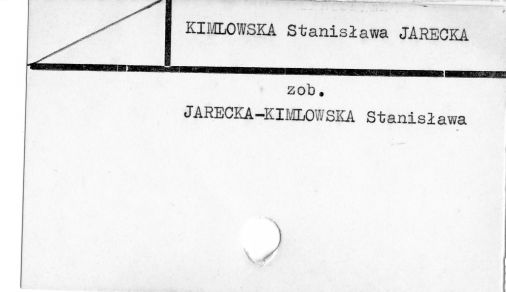 KIMLOWSKA Stanisława JARECKA
zob.
JARECKA-KIMLOWSKA Stanisława